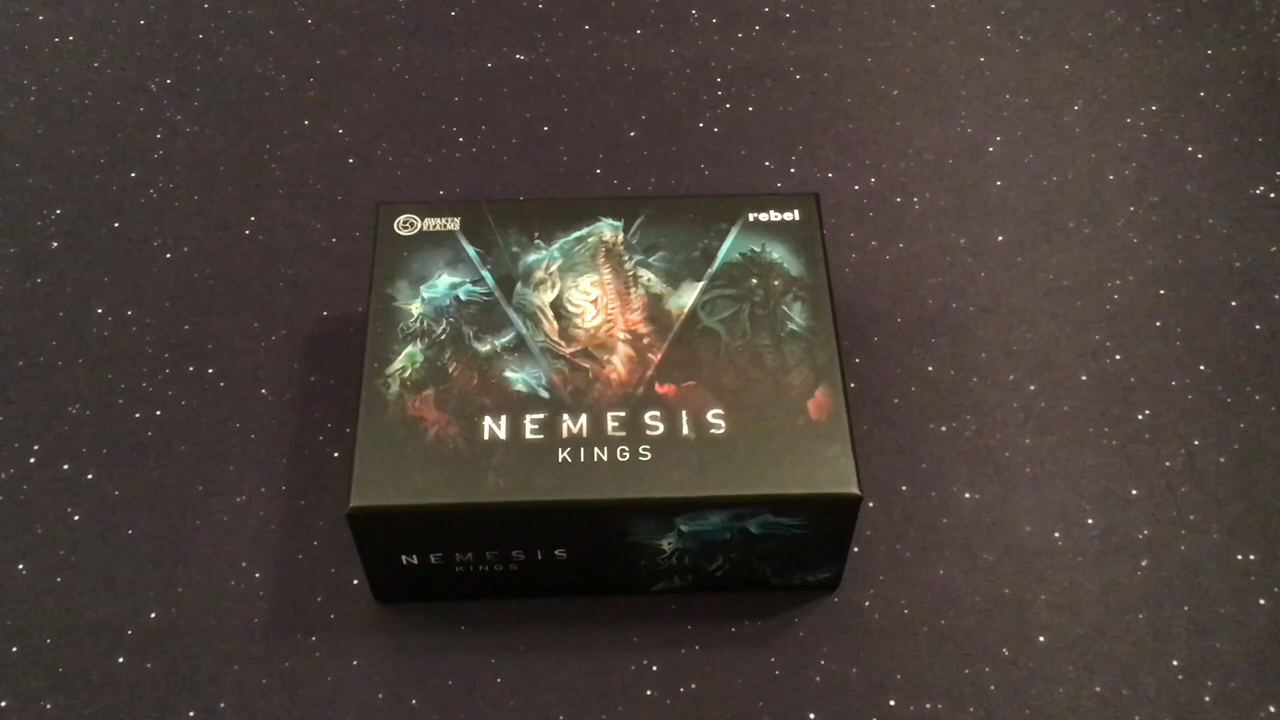 AWAKEN
REALMS
rebel
NEMESIS
KINGS
NEMESIS
KINGS